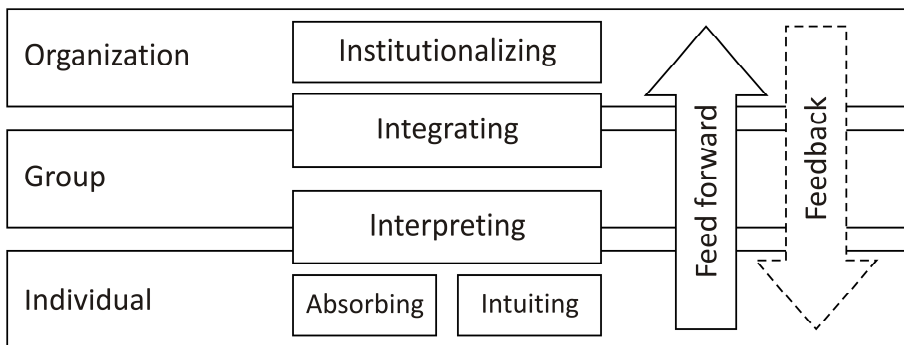 Organization
Institutionalizing
Integrating
Group
Interpreting
Individual
Absorbing
Intuiting
Feed forward
Feedback